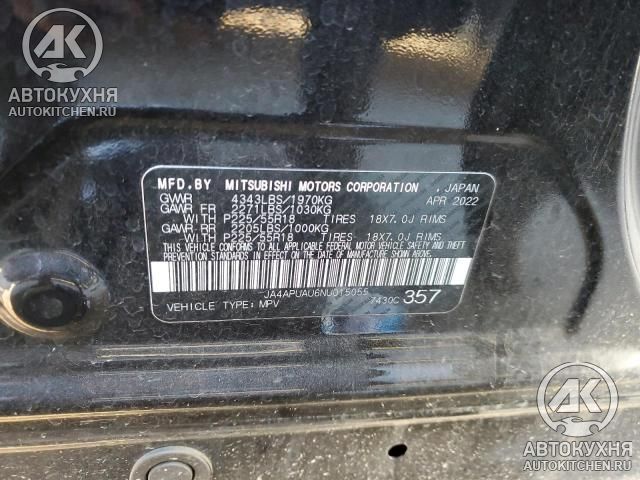 AK
АВТОКУХНЯ
AUTOKITCHEN.RU
MFD.BY MITSUBISHI MOTORS CORPORATION , JAPAN
GVWR 4343LBS/1970KG APR 2022
GAWR FR 2271LBS/1030KG
WITH P225/55R18 TIRES 18X7.0J RIMS
GAWR RR 2205LBS/1000KG
WITH P225/55R18 TIRES 18X7.0J RIMS
THIS VEHICLE CONFORMS TO ALL APPLICABLE FEDERAL MOTOR VEHICLE SAFETY AND THEFT
PREVENTION STANDARDS IN EFFECT ON THE DATE OF MANUFACTURE SHOWN ABOVE.
JA4APUAU6NU015055
VEHICLE TYPE: MPV 7430C 357
AK
АВТОКУХНЯ
AUTOKITCHEN.RU